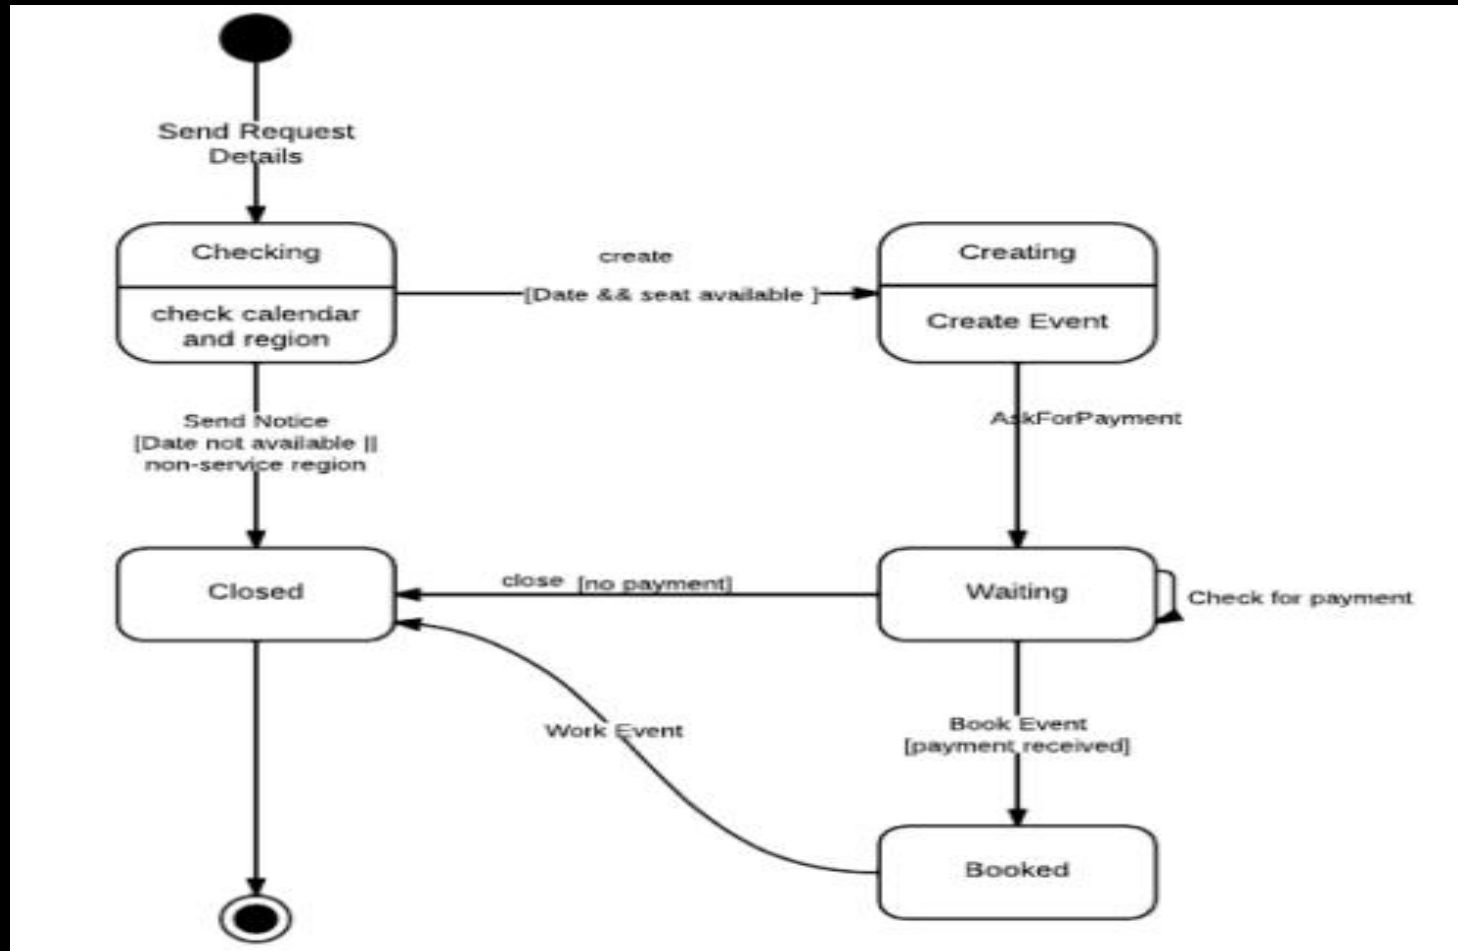 Send Request
Details
Checking
check calendar
and region
create
[Date && seat available ]
Creating
Create Event
Send Notice
[Date not available ||
non-service region
AskForPayment
Closed
close [no payment]
Waiting
Check for payment
Work Event
Book Event
[payment received]
Booked